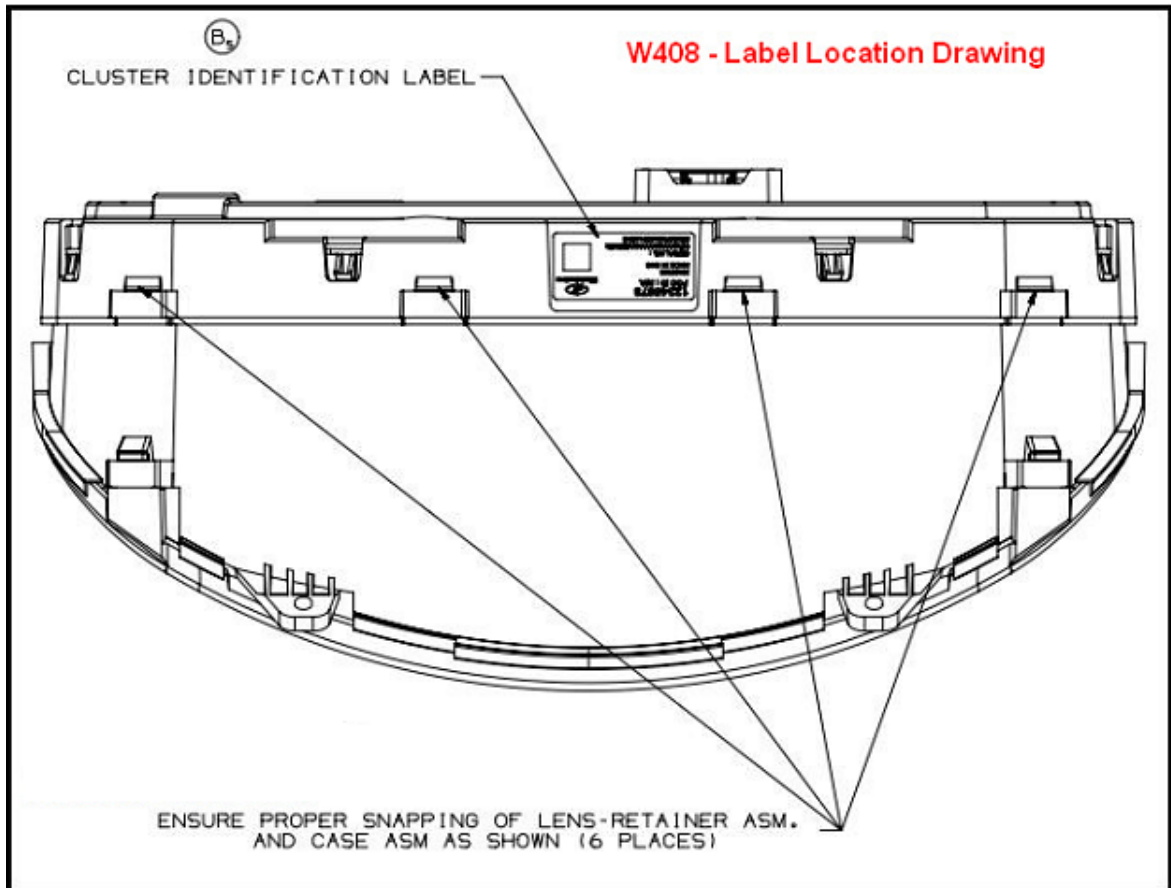 B5
W408 - Label Location Drawing
CLUSTER IDENTIFICATION LABEL
ENSURE PROPER SNAPPING OF LENS-RETAINER ASM.
AND CASE ASM AS SHOWN (6 PLACES)